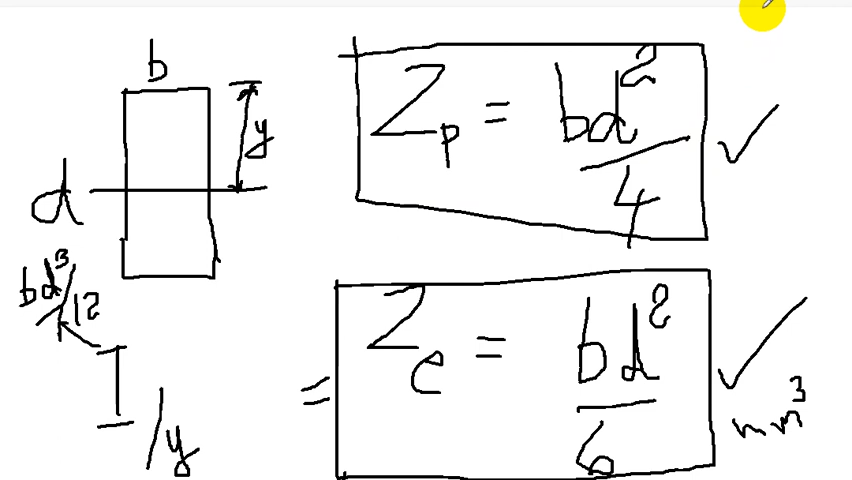 b
y
d
Zp = bd²/4
bd³/12
I/y
= Ze = bd²/6
mm³